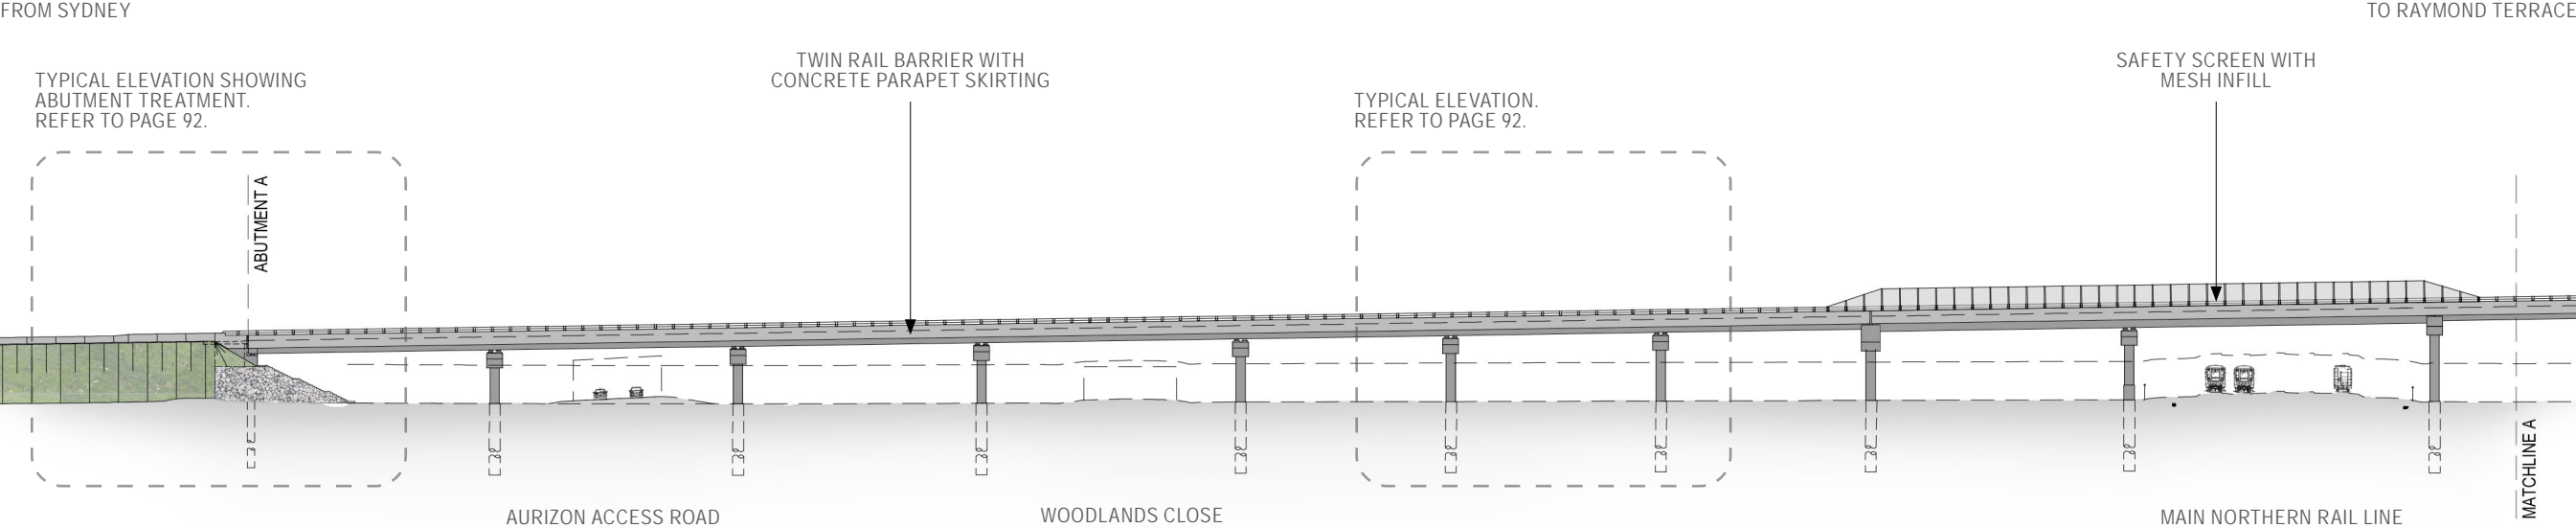 FROM SYDNEY
TO RAYMOND TERRACE
TYPICAL ELEVATION SHOWING
ABUTMENT TREATMENT.
REFER TO PAGE 92.
TWIN RAIL BARRIER WITH
CONCRETE PARAPET SKIRTING
TYPICAL ELEVATION.
REFER TO PAGE 92.
SAFETY SCREEN WITH
MESH INFILL
ABUTMENT A
MATCHLINE A
AURIZON ACCESS ROAD
WOODLANDS CLOSE
MAIN NORTHERN RAIL LINE